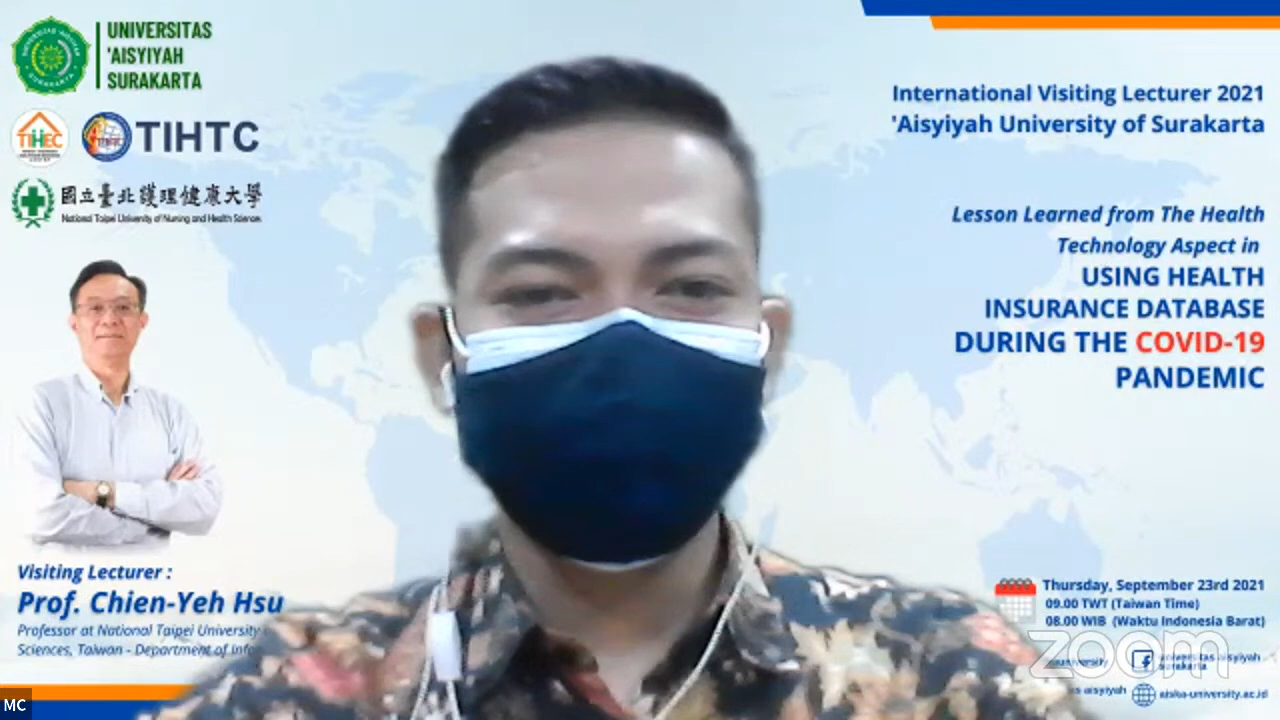 UNIVERSITAS
'AISYIYAH
SURAKARTA
TIHEC
TIHTC
國立臺北護理健康大學
National Taipei University of Nursing and Health Sciences
Visiting Lecturer :
Prof. Chien-Yeh Hsu
Professor at National Taipei University
Sciences, Taiwan - Department of Info
MC
International Visiting Lecturer 2021
'Aisyiyah University of Surakarta
Lesson Learned from The Health
Technology Aspect in
USING HEALTH
INSURANCE DATABASE
DURING THE COVID-19
PANDEMIC
Thursday, September 23rd 2021
09.00 TWT (Taiwan Time)
08.00 WIB (Waktu Indonesia Barat)
zoom
universitas aisyiyah
surakarta
aisyiyah
aiska-university.ac.id